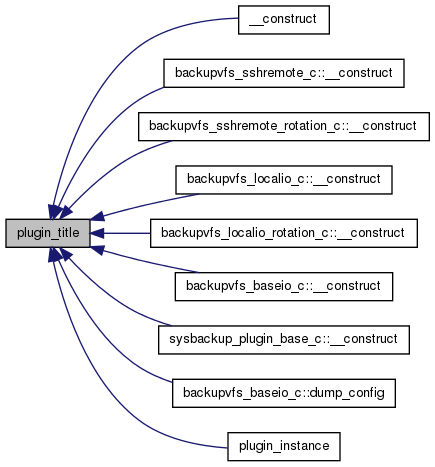 __construct
backupvfs_sshremote_c::__construct
backupvfs_sshremote_rotation_c::__construct
backupvfs_localio_c::__construct
plugin_title
backupvfs_localio_rotation_c::__construct
backupvfs_baseio_c::__construct
sysbackup_plugin_base_c::__construct
backupvfs_baseio_c::dump_config
plugin_instance